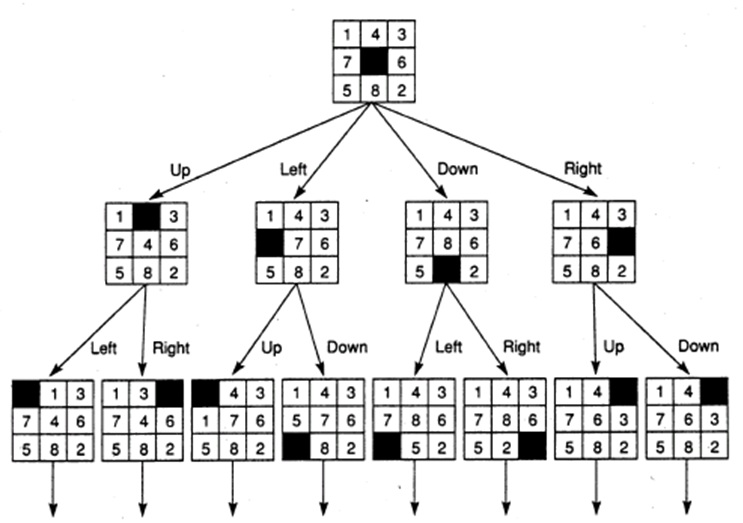 1 4 3
7 6
5 8 2
Up Left Down Right
1 3 1 4 3 1 4 3 1 4 3
7 4 6 7 6 7 8 6 7 6
5 8 2 5 8 2 5 2 5 8 2
Left Right Up Down Left Right Up Down
1 3 1 3 4 3 1 4 3 1 4 3 1 4 3 1 4 1 4
7 4 6 7 4 6 1 7 6 5 7 6 7 8 6 7 8 6 7 6 3 7 6 3
5 8 2 5 8 2 5 8 2 8 2 5 2 5 2 5 8 2 5 8 2